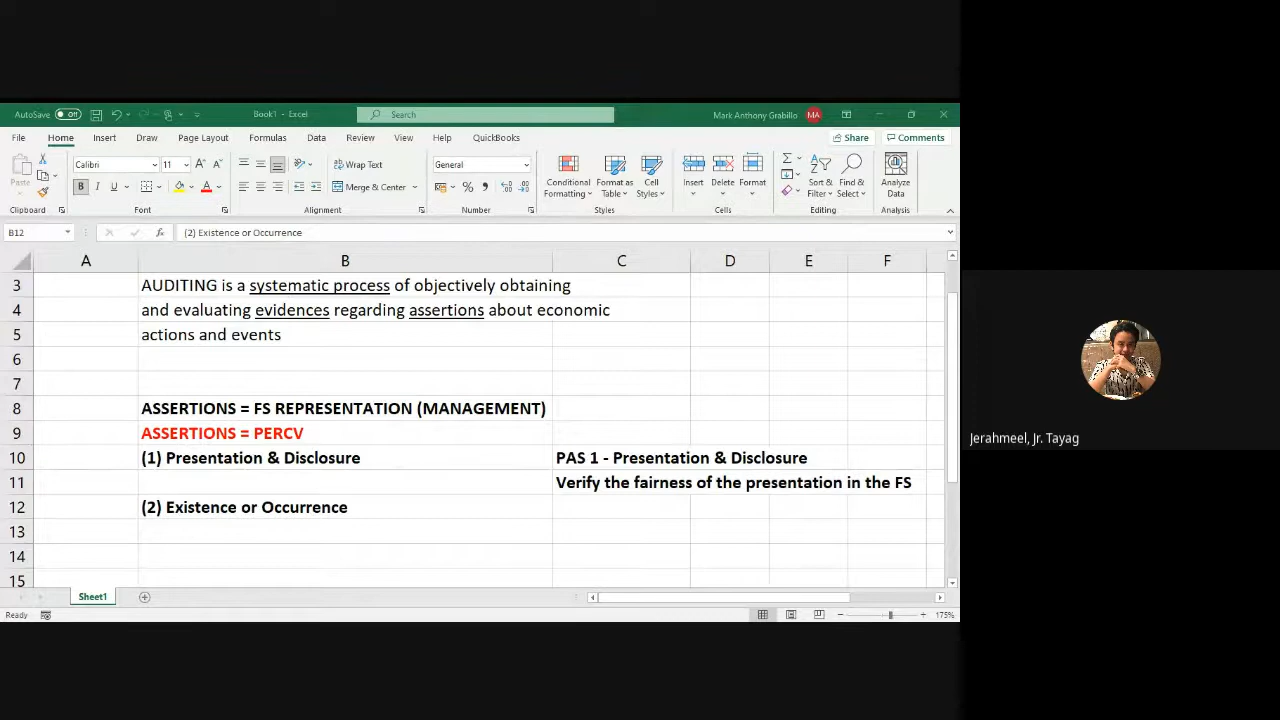 AutoSave Off Book1 - Excel Search Mark Anthony Grabillo MA
File Home Insert Draw Page Layout Formulas Data Review View Help QuickBooks Share Comments
Paste Calibri 11 A A Wrap Text General Conditional Formatting Format as Table Cell Styles Insert Delete Format Sort & Filter Find & Select Analyze Data
B I U A Merge & Center % 9
Clipboard Font Alignment Number Styles Cells Editing Analysis
B12 fx (2) Existence or Occurrence
A B C D E F
3 AUDITING is a systematic process of objectively obtaining
4 and evaluating evidences regarding assertions about economic
5 actions and events
6
7
8 ASSERTIONS = FS REPRESENTATION (MANAGEMENT)
9 ASSERTIONS = PERCV
10 (1) Presentation & Disclosure PAS 1 - Presentation & Disclosure
11 Verify the fairness of the presentation in the FS
12 (2) Existence or Occurrence
13
14
15
Sheet1
Ready 175%
Jerahmeel, Jr. Tayag